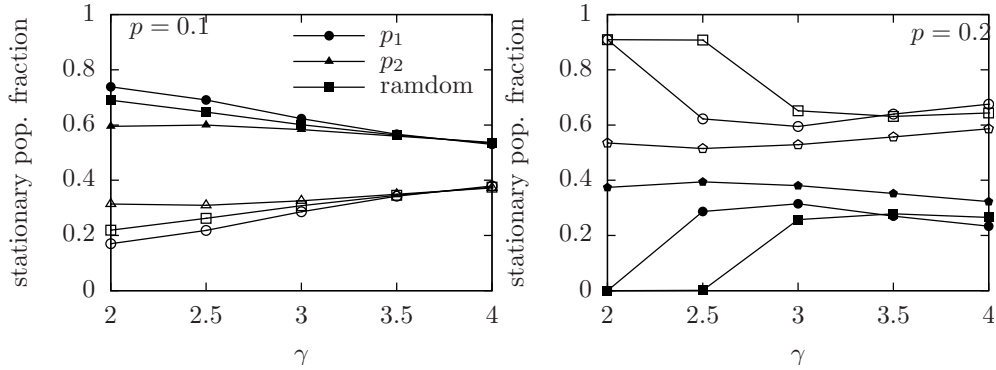 stationary pop. fraction
1
0.8
0.6
0.4
0.2
0
2
2.5
3
3.5
4
γ
p = 0.1
p₁
p₂
ramdom
stationary pop. fraction
1
0.8
0.6
0.4
0.2
0
2
2.5
3
3.5
4
γ
p = 0.2